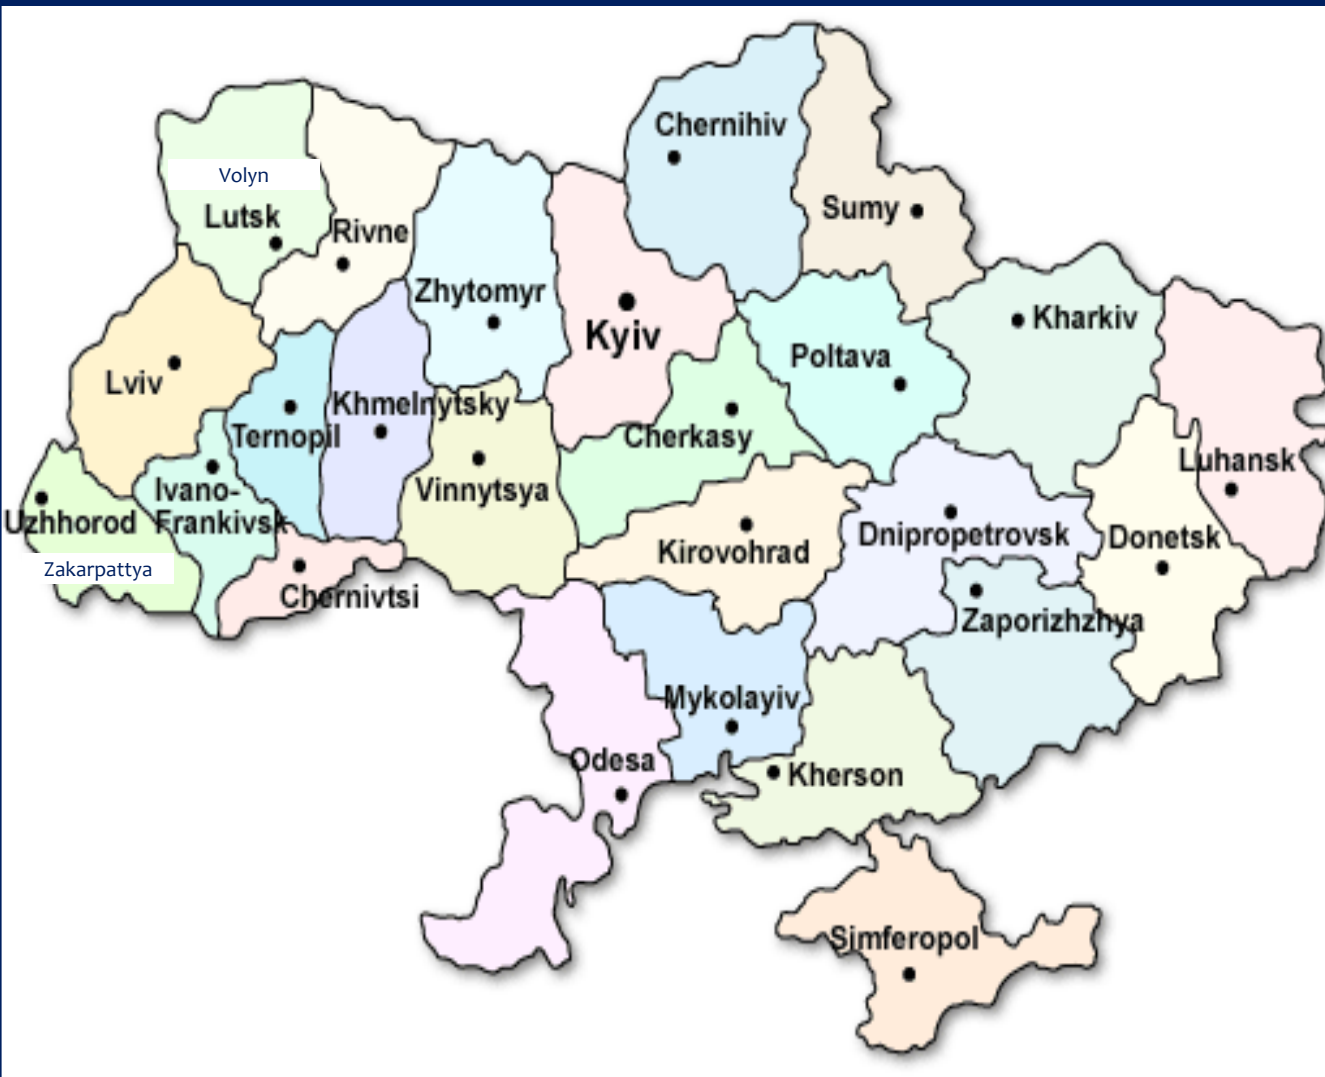 Chernihiv
Volyn
Sumy
Lutsk
Rivne
Zhytomyr
Kharkiv
Kyiv
Poltava
Lviv
Khmelnytsky
Ternopil
Cherkasy
Luhansk
Ivano-
Frankivsk
Vinnytsya
Uzhhorod
Dnipropetrovsk
Donetsk
Kirovohrad
Zakarpattya
Chernivtsi
Zaporizhzhya
Mykolayiv
Odesa
Kherson
Simferopol